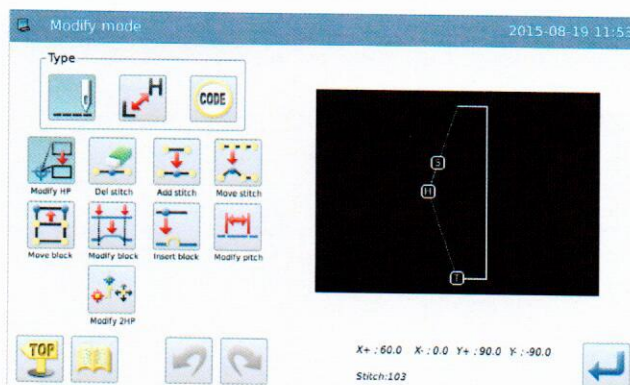 Modify mode
2015-08-19 11:53
Type
L H
CODE
Modify HP
Del stitch
Add stitch
Move stitch
Move block
Modify block
Insert block
Modify pitch
Modify 2HP
TOP
S
H
T
X+ : 60.0 X- : 0.0 Y+ : 90.0 Y- : -90.0
Stitch:103